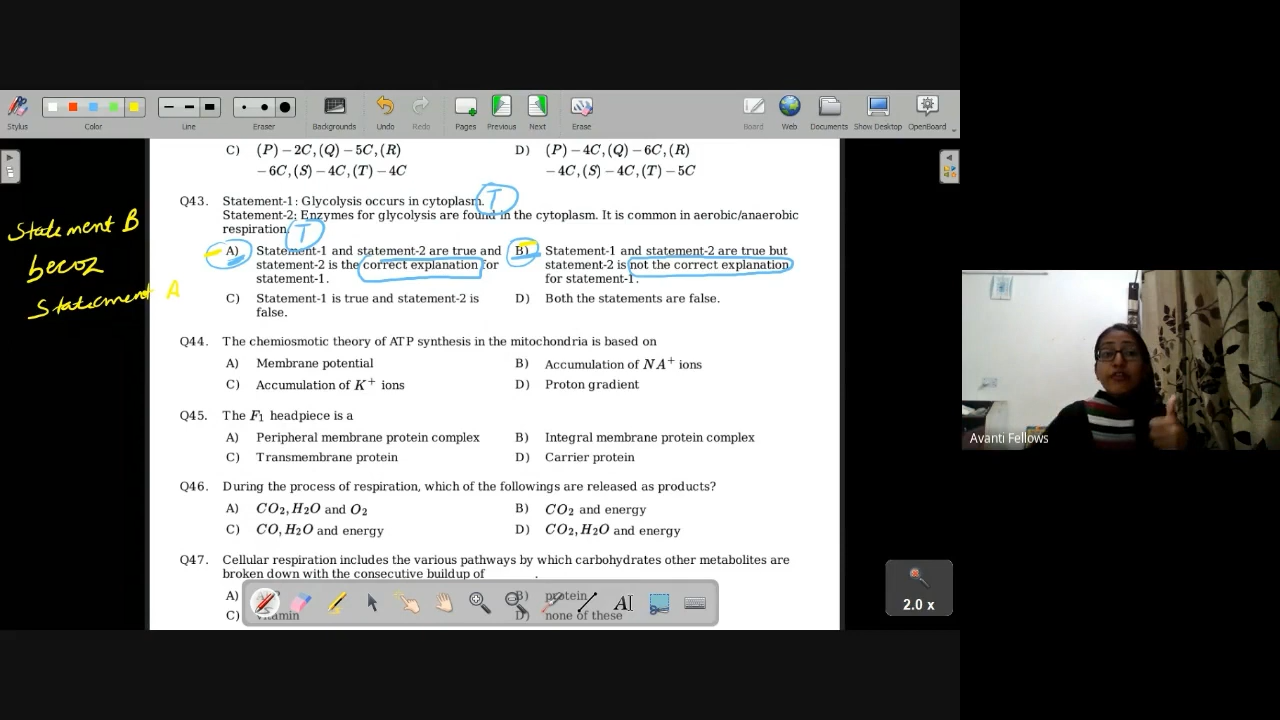 Stylus
Color
Line
Eraser
Backgrounds
Undo
Redo
Pages
Previous
Next
Erase
Board
Web
Documents
Show Desktop
OpenBoard
C) (P) − 2C, (Q) − 5C, (R)
− 6C, (S) − 4C, (T) − 4C
D) (P) − 4C, (Q) − 6C, (R)
− 4C, (S) − 4C, (T) − 5C
Q43. Statement-1: Glycolysis occurs in cytoplasm. T
Statement-2: Enzymes for glycolysis are found in the cytoplasm. It is common in aerobic/anaerobic
respiration. T
A) Statement-1 and statement-2 are true and
statement-2 is the correct explanation for
statement-1.
B) Statement-1 and statement-2 are true but
statement-2 is not the correct explanation
for statement-1.
C) Statement-1 is true and statement-2 is
false.
D) Both the statements are false.
Statement B
becoz
Statement A
Q44. The chemiosmotic theory of ATP synthesis in the mitochondria is based on
A) Membrane potential
B) Accumulation of NA⁺ ions
C) Accumulation of K⁺ ions
D) Proton gradient
Q45. The F₁ headpiece is a
A) Peripheral membrane protein complex
B) Integral membrane protein complex
C) Transmembrane protein
D) Carrier protein
Q46. During the process of respiration, which of the followings are released as products?
A) CO₂, H₂O and O₂
B) CO₂ and energy
C) CO, H₂O and energy
D) CO₂, H₂O and energy
Q47. Cellular respiration includes the various pathways by which carbohydrates other metabolites are
broken down with the consecutive buildup of .
A)
B) protein
C) vitamin
D) none of these
AI
2.0 x
Avanti Fellows